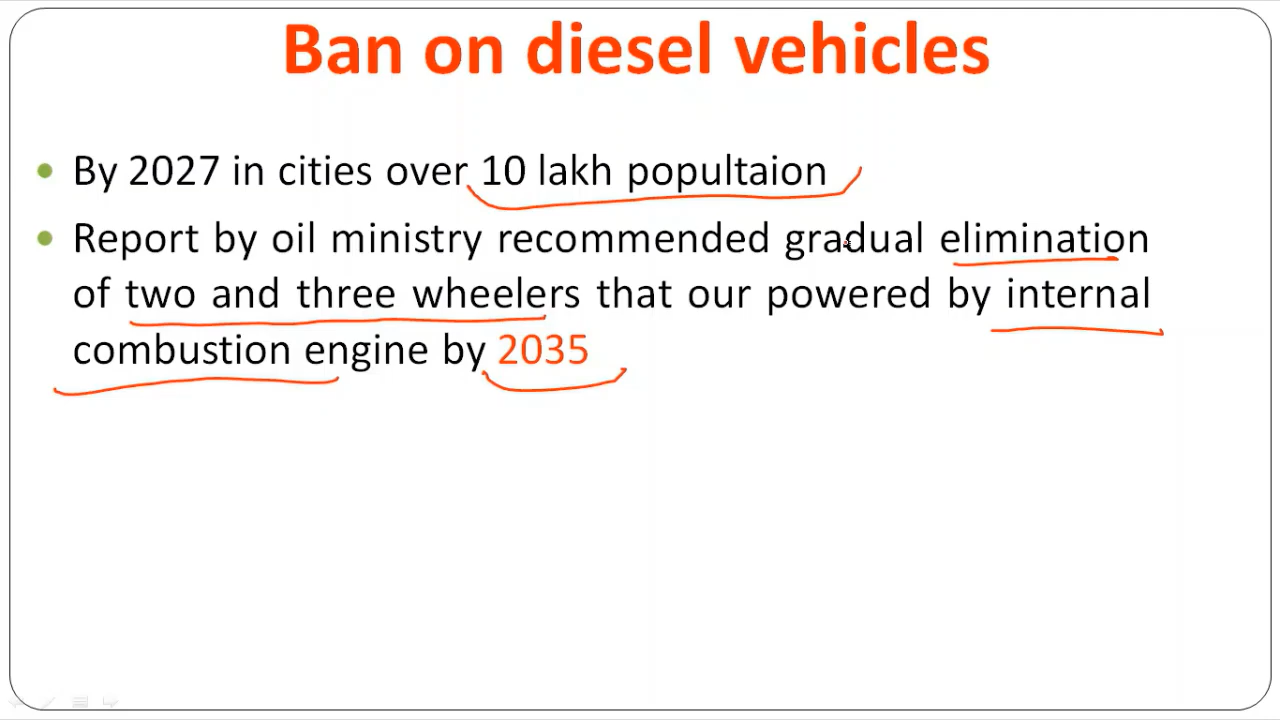 Ban on diesel vehicles
By 2027 in cities over 10 lakh popultaion
Report by oil ministry recommended gradual elimination
of two and three wheelers that our powered by internal
combustion engine by 2035